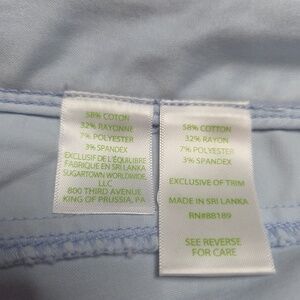 58% COTON
32% RAYONNE
7% POLYESTER
3% SPANDEX
EXCLUSIF DE L'ÉQUILIBRE
FABRIQUE EN SRI LANKA
SUGARTOWN WORLDWIDE
LLC
800 THIRD AVENUE
KING OF PRUSSIA, PA
58% COTTON
32% RAYON
7% POLYESTER
3% SPANDEX
EXCLUSIVE OF TRIM
MADE IN SRI LANKA
RN#88189
SEE REVERSE
FOR CARE